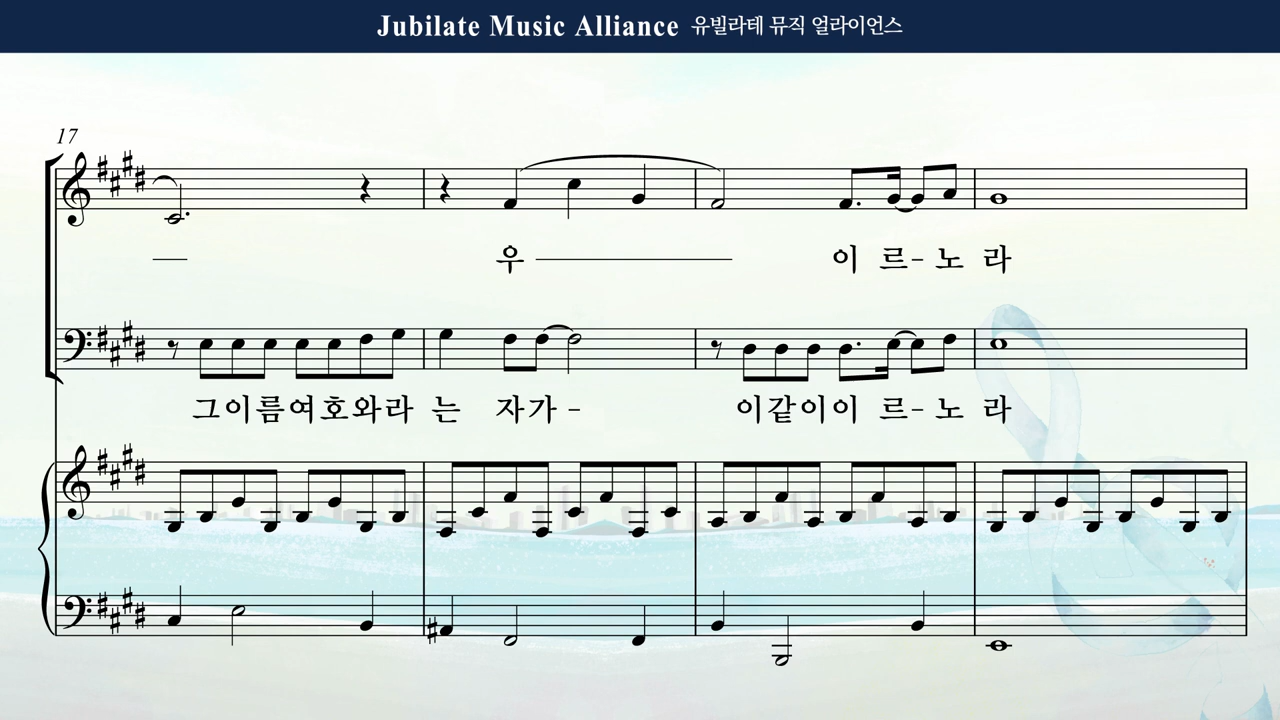 Jubilate Music Alliance 유빌라테 뮤직 얼라이언스
17
우 이 르- 노 라
그이름여호와라 는 자가- 이같이이 르- 노 라